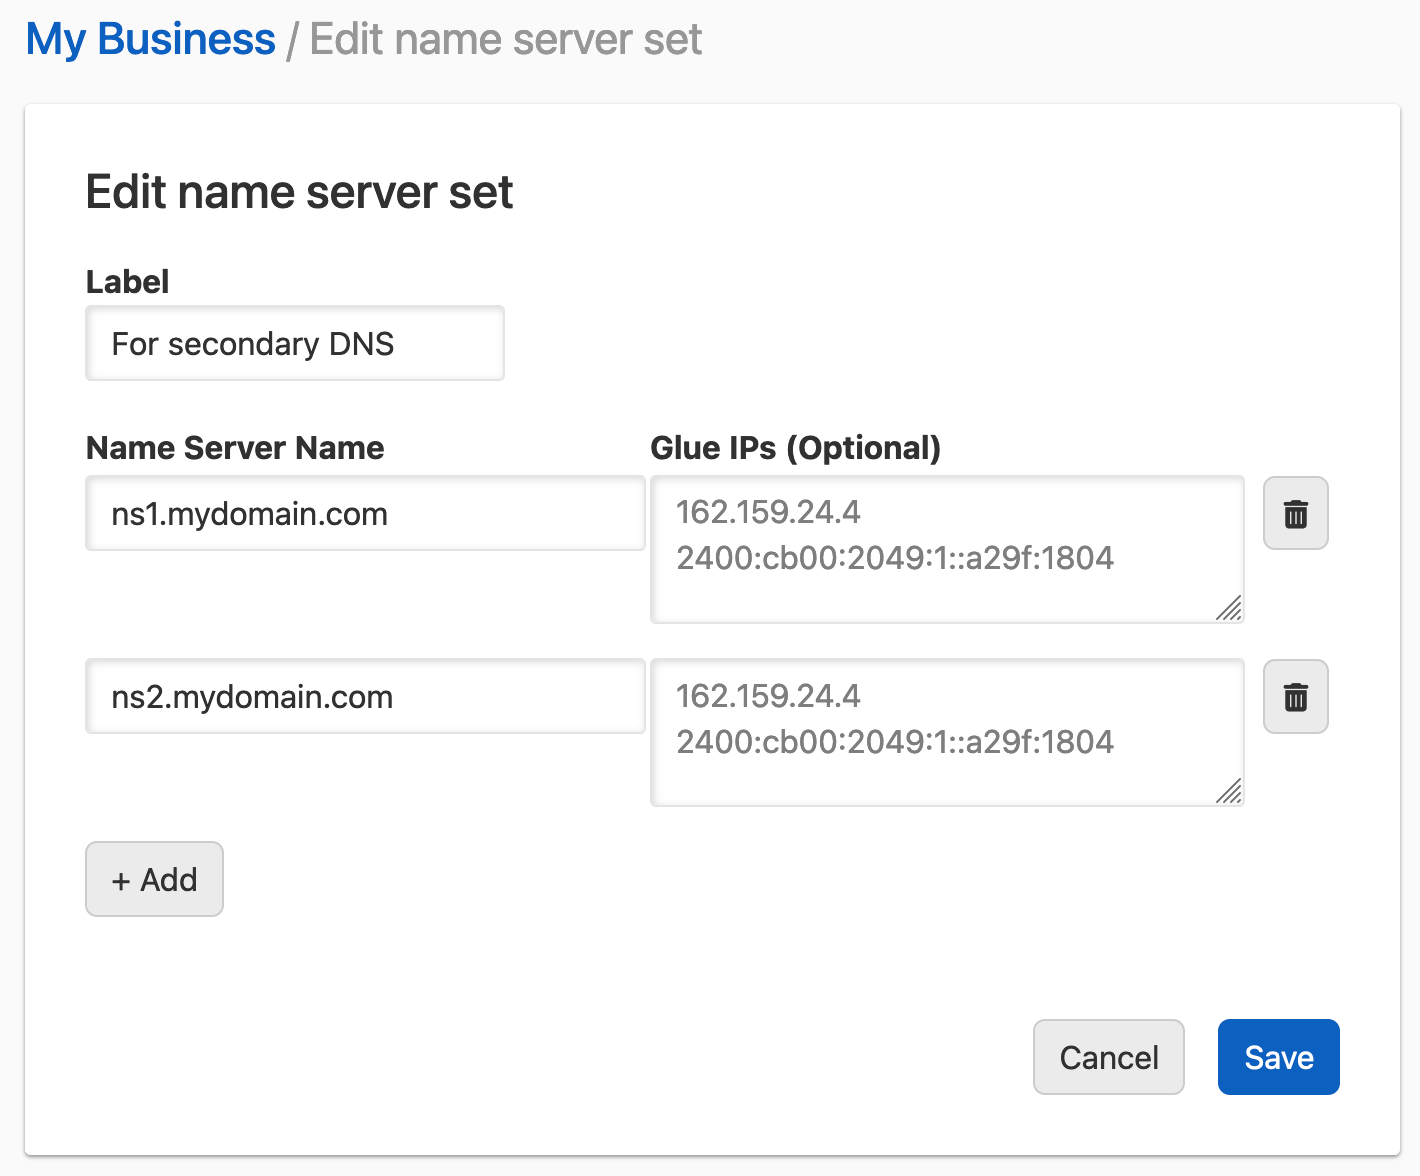 My Business / Edit name server set
Edit name server set
Label
For secondary DNS
Name Server Name Glue IPs (Optional)
ns1.mydomain.com 162.159.24.4
2400:cb00:2049:1::a29f:1804
ns2.mydomain.com 162.159.24.4
2400:cb00:2049:1::a29f:1804
+ Add
Cancel Save